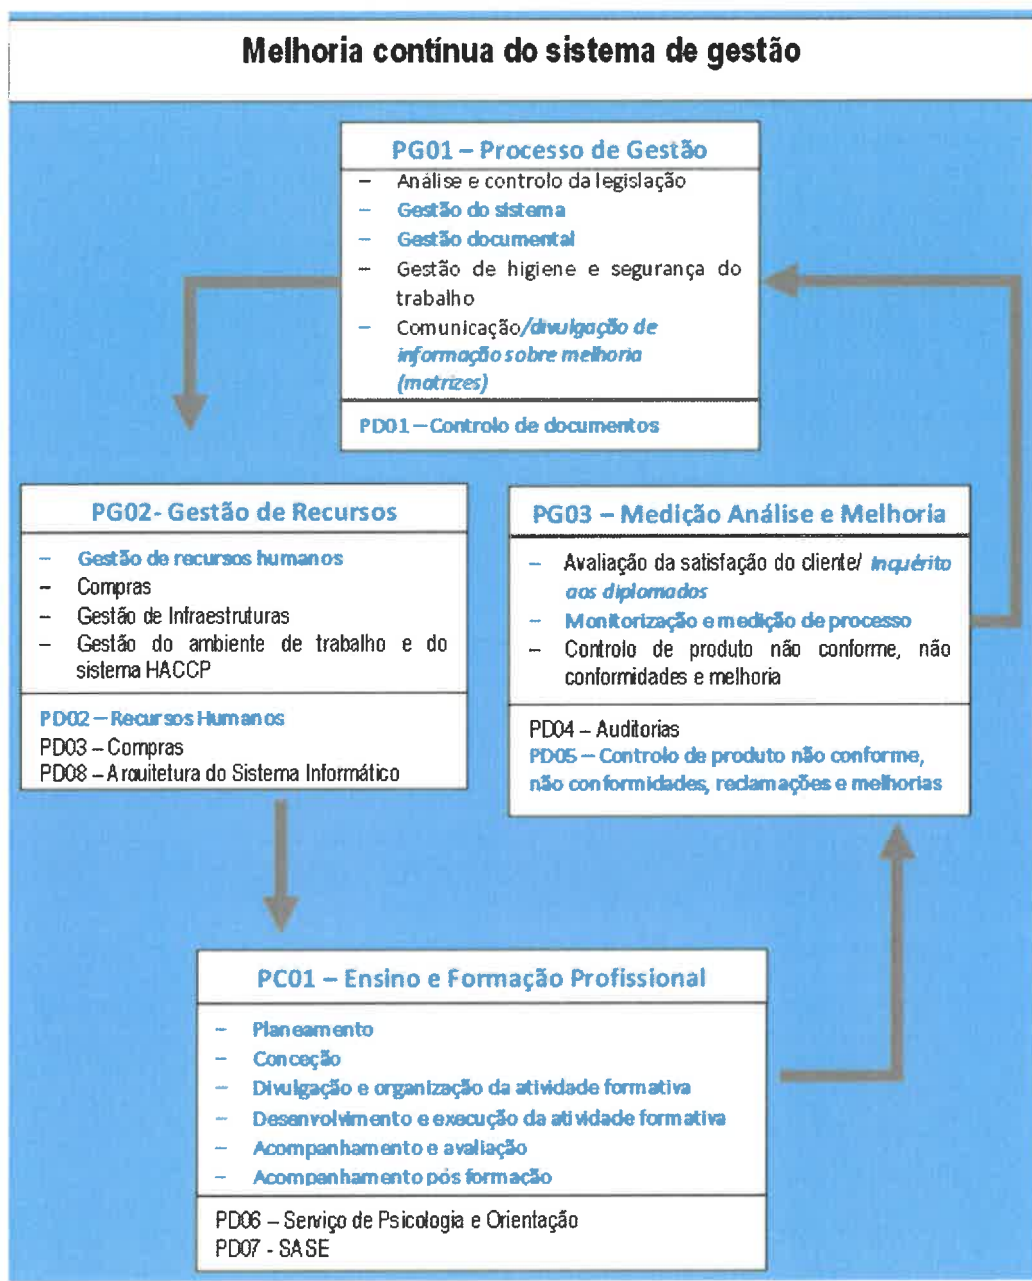 Melhoria contínua do sistema de gestão
PG01 – Processo de Gestão
– Análise e controlo da legislação
– Gestão do sistema
– Gestão documental
– Gestão de higiene e segurança do
trabalho
– Comunicação/divulgação de
informação sobre melhoria
(matrizes)
PD01 – Controlo de documentos
PG02- Gestão de Recursos
– Gestão de recursos humanos
– Compras
– Gestão de Infraestruturas
– Gestão do ambiente de trabalho e do
sistema HACCP
PD02 – Recursos Humanos
PD03 – Compras
PD08 – Arquitetura do Sistema Informático
PG03 – Medição Análise e Melhoria
– Avaliação da satisfação do cliente/ Inquérito
aos diplomados
– Monitorização e medição de processo
– Controlo de produto não conforme, não
conformidades e melhoria
PD04 – Auditorias
PD05 – Controlo de produto não conforme,
não conformidades, reclamações e melhorias
PC01 – Ensino e Formação Profissional
– Planeamento
– Conceção
– Divulgação e organização da atividade formativa
– Desenvolvimento e execução da atividade formativa
– Acompanhamento e avaliação
– Acompanhamento pós formação
PD06 – Serviço de Psicologia e Orientação
PD07 - SASE